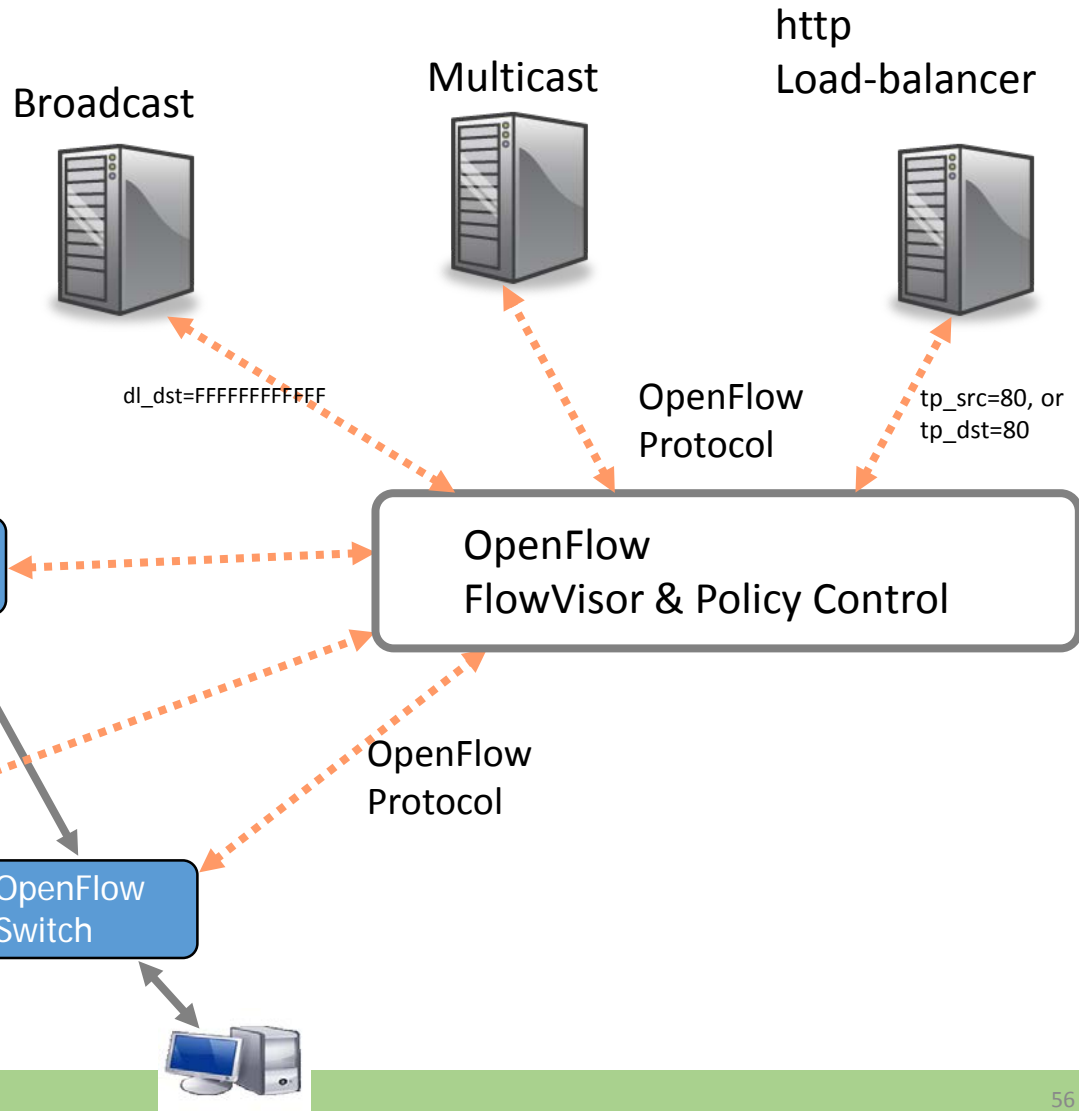 http
Load-balancer
Multicast
Broadcast
dl_dst=FFFFFFFFFFFF
OpenFlow
Protocol
tp_src=80, or
tp_dst=80
OpenFlow
FlowVisor & Policy Control
OpenFlow
Protocol
OpenFlow
Switch
56